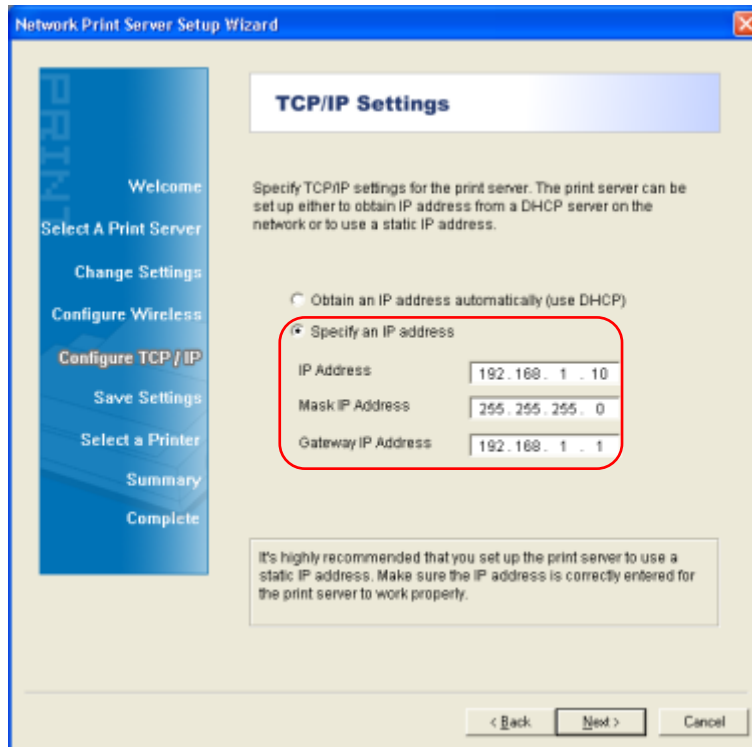 Network Print Server Setup Wizard
PRINT
Welcome
Select A Print Server
Change Settings
Configure Wireless
Configure TCP / IP
Save Settings
Select a Printer
Summary
Complete
TCP/IP Settings
Specify TCP/IP settings for the print server. The print server can be
set up either to obtain IP address from a DHCP server on the
network or to use a static IP address.
Obtain an IP address automatically (use DHCP)
Specify an IP address
IP Address 192.168. 1 . 10
Mask IP Address 255.255.255. 0
Gateway IP Address 192.168. 1 . 1
It's highly recommended that you set up the print server to use a
static IP address. Make sure the IP address is correctly entered for
the print server to work properly.
< Back Next > Cancel